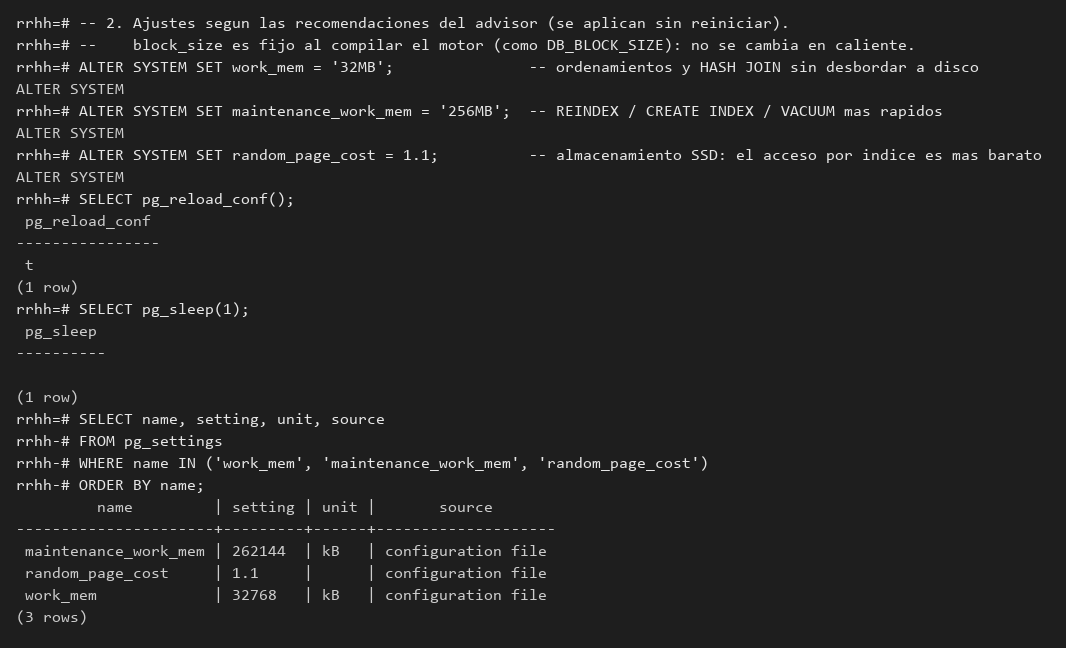 rrhh=# -- 2. Ajustes segun las recomendaciones del advisor (se aplican sin reiniciar).
rrhh=# --    block_size es fijo al compilar el motor (como DB_BLOCK_SIZE): no se cambia en caliente.
rrhh=# ALTER SYSTEM SET work_mem = '32MB';               -- ordenamientos y HASH JOIN sin desbordar a disco
ALTER SYSTEM
rrhh=# ALTER SYSTEM SET maintenance_work_mem = '256MB';  -- REINDEX / CREATE INDEX / VACUUM mas rapidos
ALTER SYSTEM
rrhh=# ALTER SYSTEM SET random_page_cost = 1.1;          -- almacenamiento SSD: el acceso por indice es mas barato
ALTER SYSTEM
rrhh=# SELECT pg_reload_conf();
 pg_reload_conf
----------------
 t
(1 row)
rrhh=# SELECT pg_sleep(1);
 pg_sleep
----------

(1 row)
rrhh=# SELECT name, setting, unit, source
rrhh-# FROM pg_settings
rrhh-# WHERE name IN ('work_mem', 'maintenance_work_mem', 'random_page_cost')
rrhh-# ORDER BY name;
         name         | setting | unit |       source
----------------------+---------+------+--------------------
 maintenance_work_mem | 262144  | kB   | configuration file
 random_page_cost     | 1.1     |      | configuration file
 work_mem             | 32768   | kB   | configuration file
(3 rows)